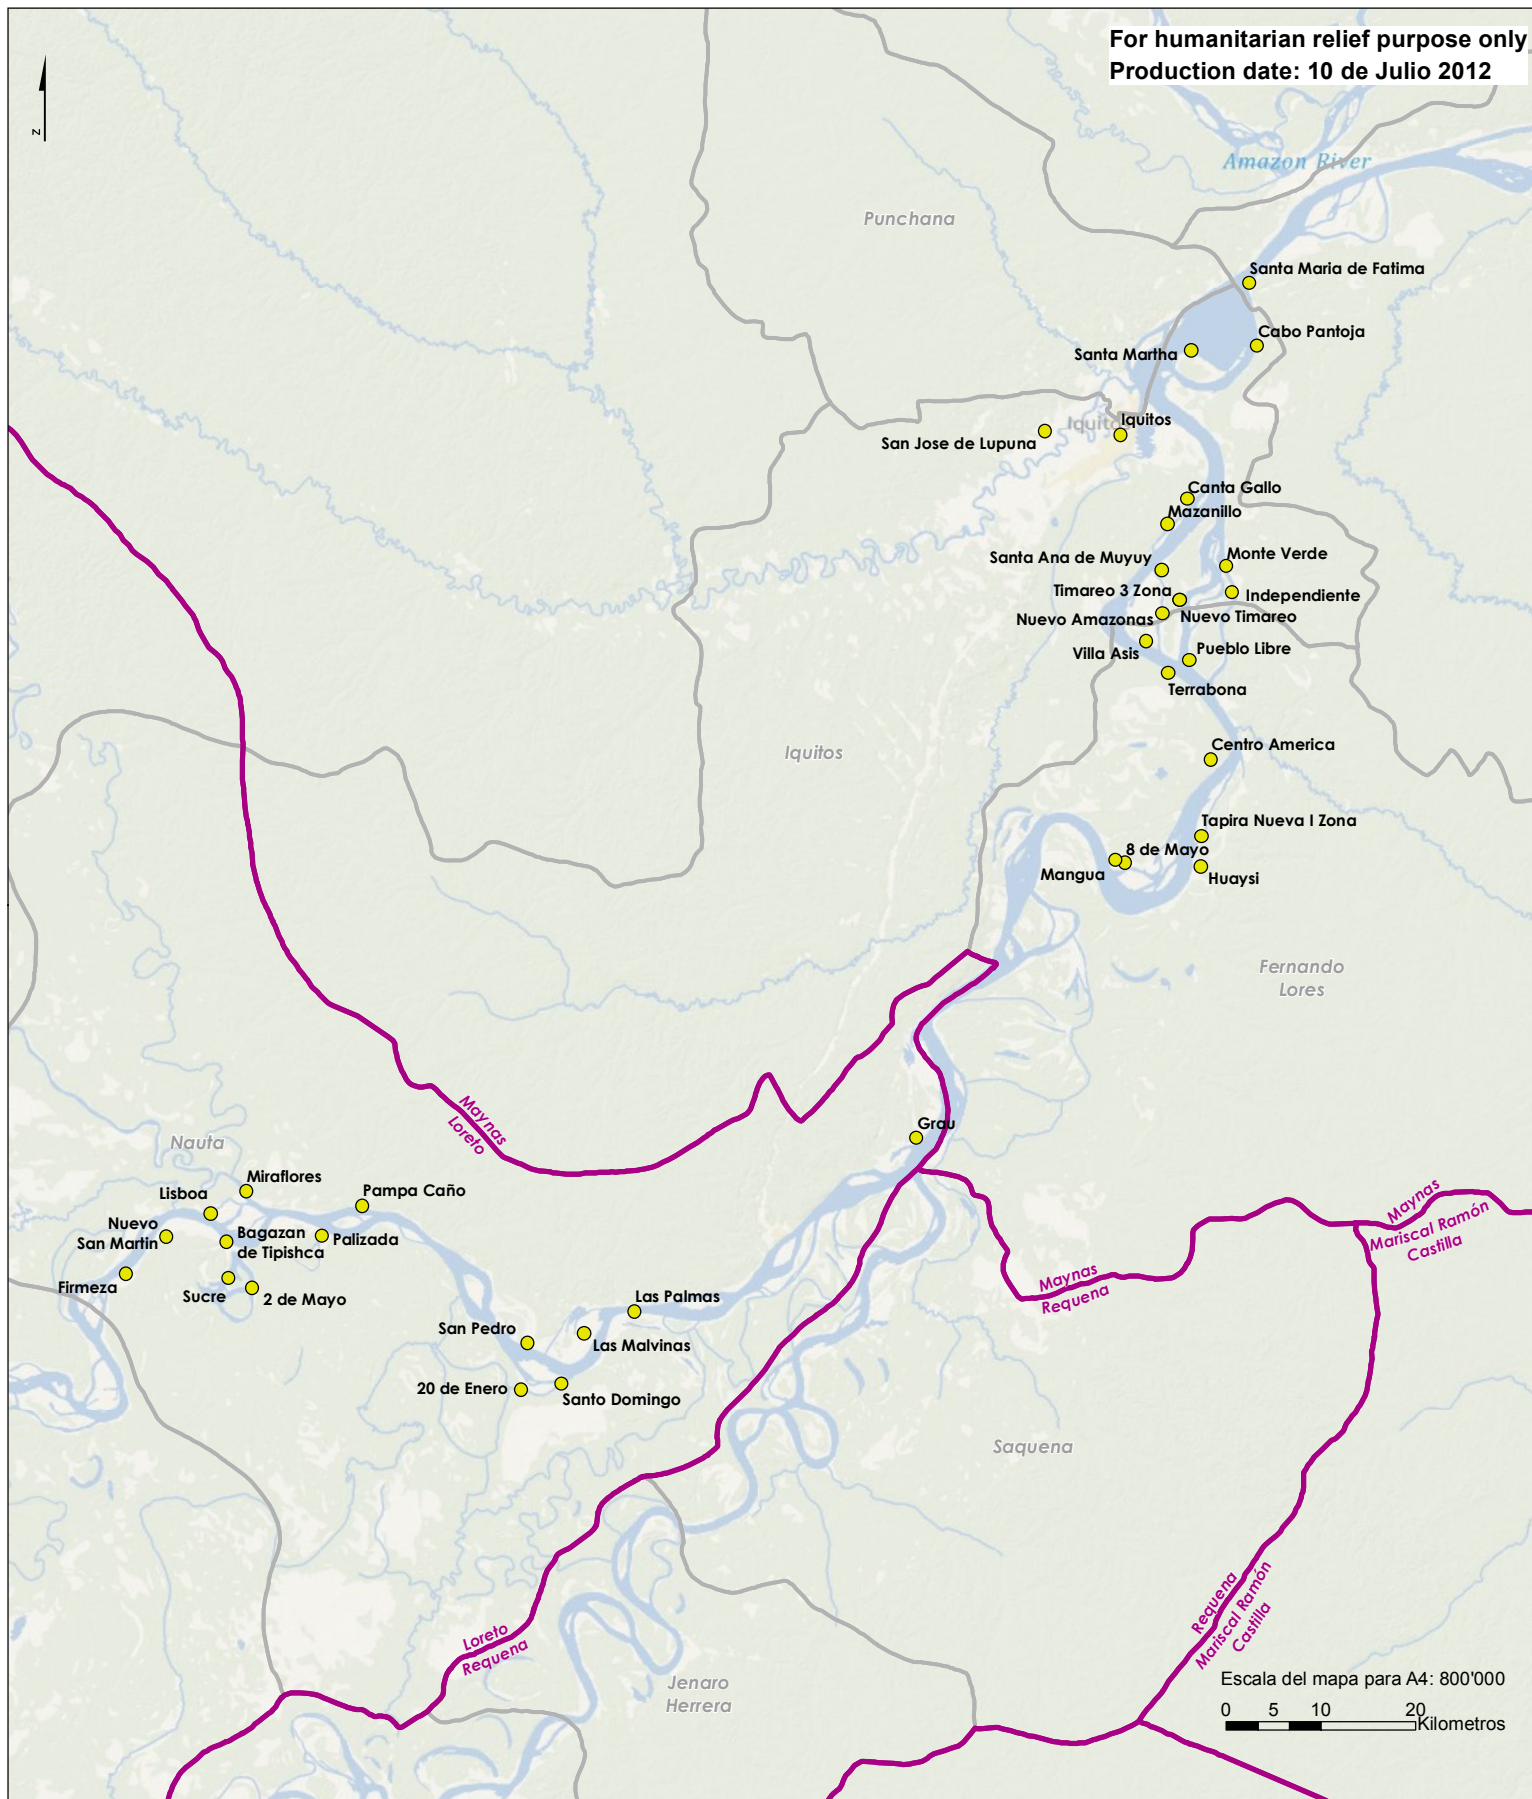 For humanitarian relief purpose only
Production date: 10 de Julio 2012
z
Amazon River
Punchana
Santa Maria de Fatima
Cabo Pantoja
Santa Martha
Iquitos
Iquitos
San Jose de Lupuna
Canta Gallo
Mazanillo
Monte Verde
Santa Ana de Muyuy
Timareo 3 Zona
Independiente
Nuevo Amazonas
Nuevo Timareo
Villa Asis
Pueblo Libre
Terrabona
Centro America
Iquitos
Tapira Nueva I Zona
8 de Mayo
Mangua
Huaysi
Fernando
Lores
Maynas
Loreto
Grau
Nauta
Miraflores
Lisboa
Pampa Caño
Nuevo
San Martin
Bagazan
de Tipishca
Palizada
Firmeza
Sucre
2 de Mayo
Maynas
Mariscal Ramón
Castilla
Maynas
Requena
Las Palmas
San Pedro
Las Malvinas
20 de Enero
Santo Domingo
Saquena
Loreto
Requena
Requena
Mariscal Ramón
Castilla
Jenaro
Herrera
Escala del mapa para A4: 800'000
0 5 10 20
Kilometros